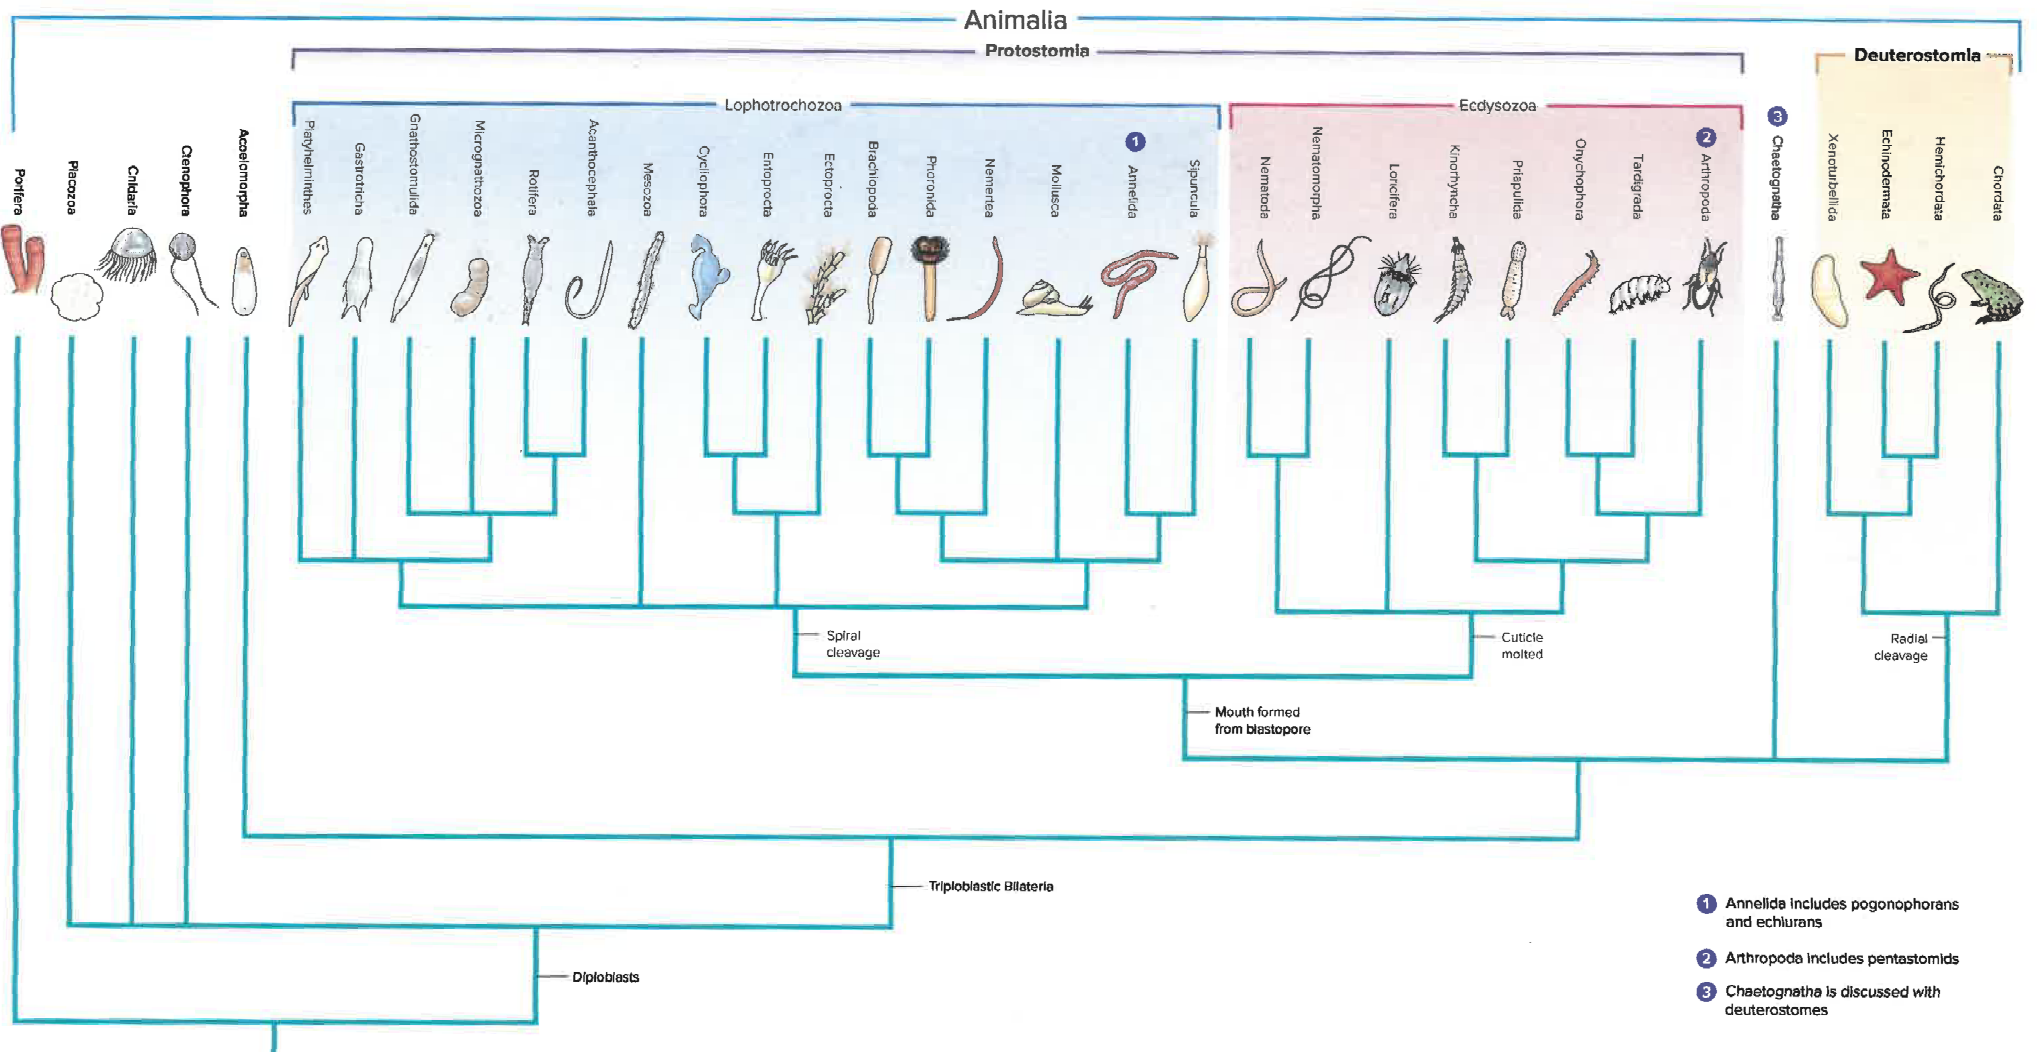 Animalia
Protostomia
Deuterostomia
Lophotrochozoa
Ecdysozoa
Porifera
Placozoa
Cnidaria
Ctenophora
Acoelomorpha
Platyhelminthes
Gastrotricha
Gnathostomulida
Micrognathozoa
Rotifera
Acanthocephala
Mesozoa
Cycliophora
Entoprocta
Ectoprocta
Brachiopoda
Phoronida
Nemertea
Mollusca
1
Annelida
Sipuncula
Nematoda
Nematomorpha
Loricifera
Kinorhyncha
Priapulida
Onychophora
Tardigrada
2
Arthropoda
3
Chaetognatha
Xenoturbellida
Echinodermata
Hemichordata
Chordata
Spiral
cleavage
Cuticle
molted
Radial
cleavage
Mouth formed
from blastopore
Triploblastic Bilateria
Diploblasts
1 Annelida includes pogonophorans
and echiurans
2 Arthropoda includes pentastomids
3 Chaetognatha is discussed with
deuterostomes